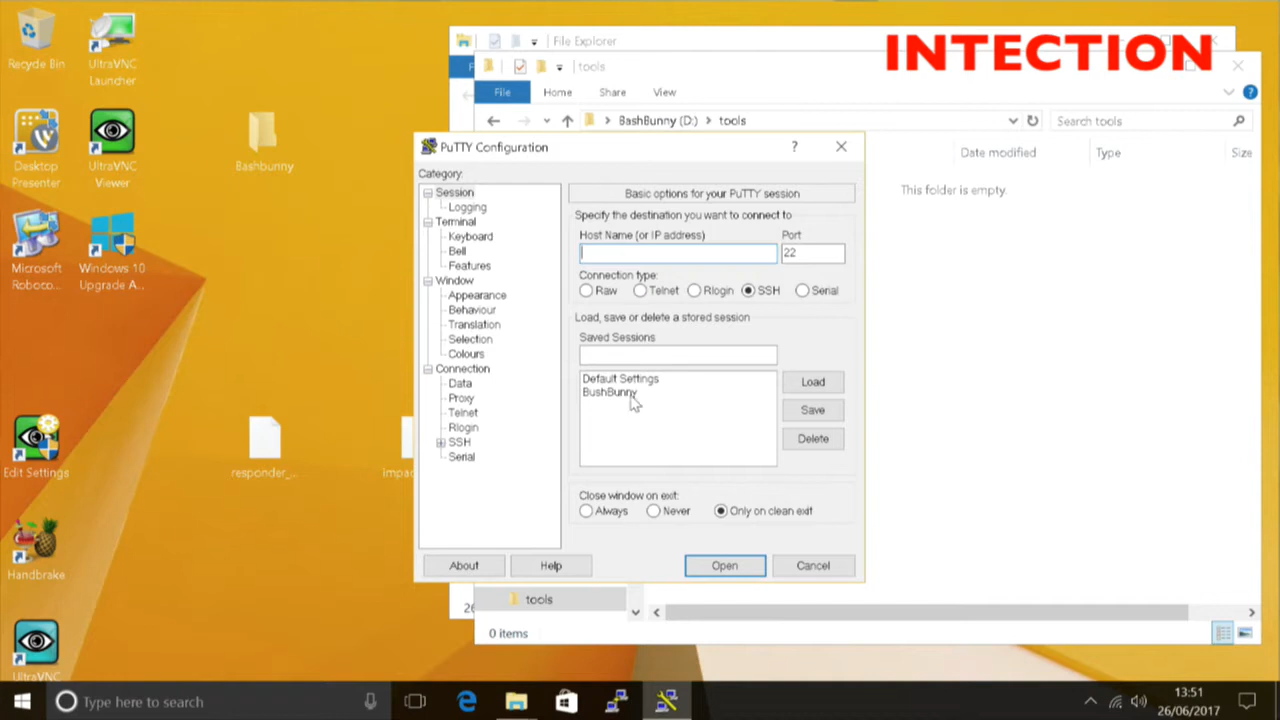 Recycle Bin
UltraVNC
Launcher
Desktop
Presenter
UltraVNC
Viewer
Bashbunny
Microsoft
Roboco...
Windows 10
Upgrade A...
Edit Settings
responder_...
Impac
Handbrake
UltraVNC
File Explorer
INTECTION
tools
File
Home
Share
View
BashBunny (D:)
tools
Search tools
Date modified
Type
Size
This folder is empty.
PuTTY Configuration
?
Category:
Session
Logging
Terminal
Keyboard
Bell
Features
Window
Appearance
Behaviour
Translation
Selection
Colours
Connection
Data
Proxy
Telnet
Rlogin
SSH
Serial
Basic options for your PuTTY session
Specify the destination you want to connect to
Host Name (or IP address)
Port
22
Connection type:
Raw
Telnet
Rlogin
SSH
Serial
Load, save or delete a stored session
Saved Sessions
Default Settings
BushBunny
Load
Save
Delete
Close window on exit:
Always
Never
Only on clean exit
About
Help
Open
Cancel
tools
26
0 items
Type here to search
13:51
26/06/2017